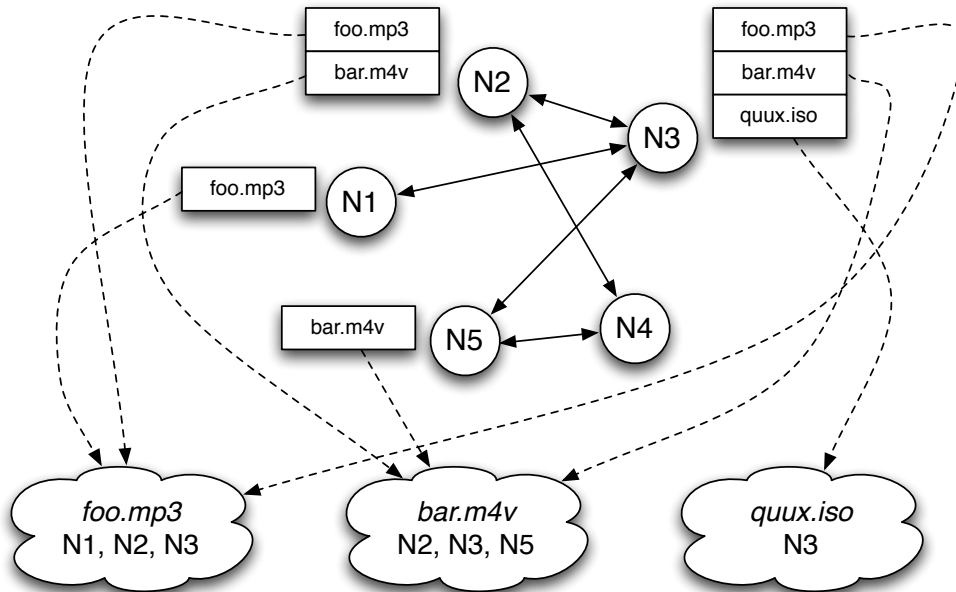 foo.mp3
bar.m4v
N2
foo.mp3
bar.m4v
quux.iso
N3
foo.mp3
N1
bar.m4v
N5
N4
foo.mp3
N1, N2, N3
bar.m4v
N2, N3, N5
quux.iso
N3